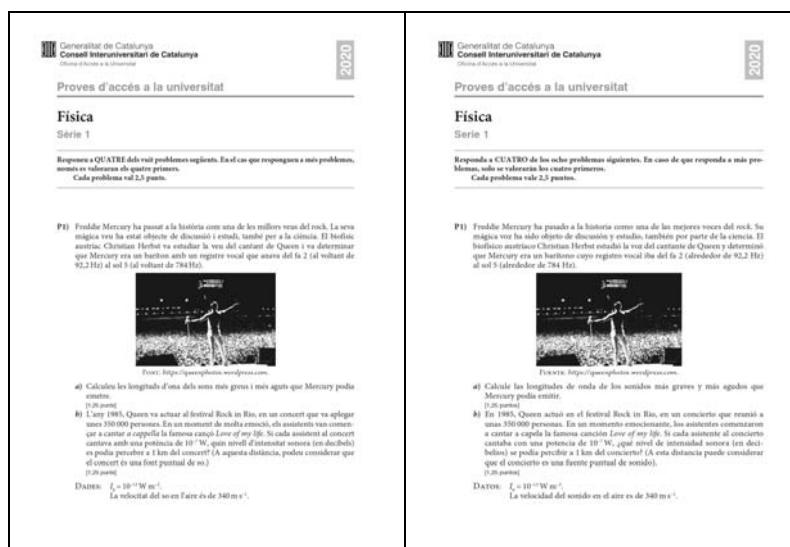 Generalitat de Catalunya
Consell Interuniversitari de Catalunya
Oficina d'Accés a la Universitat
2020
Proves d'accés a la universitat
Física
Sèrie 1
Responeu a QUATRE dels vuit problemes següents. En el cas que respongueu a més problemes,
només es valoraran els quatre primers.
Cada problema val 2,5 punts.
P1) Freddie Mercury ha passat a la història com una de les millors veus del rock. La seva
màgica veu ha estat objecte de discussió i estudi, també per a la ciència. El biofísic
austríac Christian Herbst va estudiar la veu del cantant de Queen i va determinar
que Mercury era un baríton amb un registre vocal que anava del fa 2 (al voltant de
92,2 Hz) al sol 5 (al voltant de 784 Hz).
FONT: https://queenphotos.wordpress.com.
a) Calculeu les longituds d'ona dels sons més greus i més aguts que Mercury podia
emetre.
[1,25 punts]
b) L'any 1985, Queen va actuar al festival Rock in Rio, en un concert que va aplegar
unes 350 000 persones. En un moment de molta emoció, els assistents van comen-
çar a cantar a cappella la famosa cançó Love of my life. Si cada assistent al concert
cantava amb una potència de 10⁻⁷ W, quin nivell d'intensitat sonora (en decibels)
es podia percebre a 1 km del concert? (A aquesta distància, podeu considerar que
el concert és una font puntual de so.)
[1,25 punts]
DADES: I₀ = 10⁻¹² W m⁻².
La velocitat del so en l'aire és de 340 m s⁻¹.
Generalitat de Catalunya
Consell Interuniversitari de Catalunya
Oficina d'Accés a la Universitat
2020
Proves d'accés a la universitat
Física
Serie 1
Responda a CUATRO de los ocho problemas siguientes. En caso de que responda a más pro-
blemas, solo se valorarán los cuatro primeros.
Cada problema vale 2,5 puntos.
P1) Freddie Mercury ha pasado a la historia como una de las mejores voces del rock. Su
mágica voz ha sido objeto de discusión y estudio, también por parte de la ciencia. El
biofísico austríaco Christian Herbst estudió la voz del cantante de Queen y determinó
que Mercury era un barítono cuyo registro vocal iba del fa 2 (alrededor de 92,2 Hz)
al sol 5 (alrededor de 784 Hz).
FUENTE: https://queenphotos.wordpress.com.
a) Calcule las longitudes de onda de los sonidos más graves y más agudos que
Mercury podía emitir.
[1,25 puntos]
b) En 1985, Queen actuó en el festival Rock in Rio, en un concierto que reunió a
unas 350 000 personas. En un momento emocionante, los asistentes comenzaron
a cantar a capela la famosa canción Love of my life. Si cada asistente al concierto
cantaba con una potencia de 10⁻⁷ W, ¿qué nivel de intensidad sonora (en deci-
belios) se podía percibir a 1 km del concierto? (A esta distancia puede considerar
que el concierto es una fuente puntual de sonido).
[1,25 puntos]
DATOS: I₀ = 10⁻¹² W m⁻².
La velocidad del sonido en el aire es de 340 m s⁻¹.